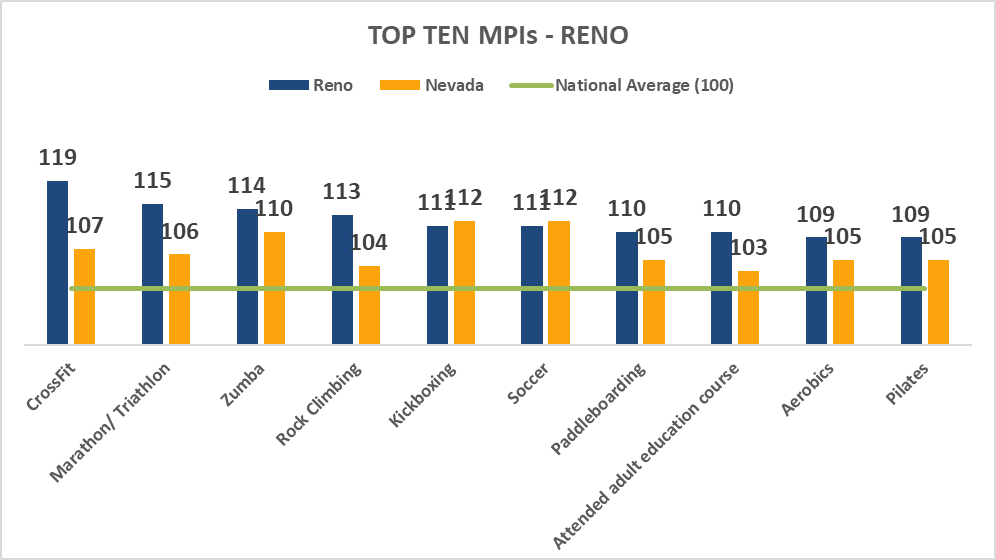 TOP TEN MPIs - RENO
Reno Nevada National Average (100)
119 107 115 106 114 110 113 104 111 112 111 112 110 105 110 103 109 105 109 105
CrossFit
Marathon/ Triathlon
Zumba
Rock Climbing
Kickboxing
Soccer
Paddleboarding
Attended adult education course
Aerobics
Pilates